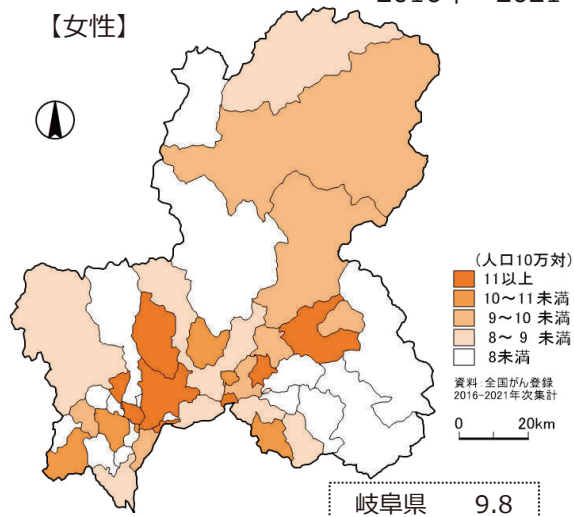 【女性】
(人口10万対)
11以上
10～11 未満
9～10 未満
8～ 9 未満
8未満
資料:全国がん登録
2016-2021年次集計
0 20km
岐阜県 9.8